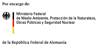 Por encargo de:
Ministerio Federal
de Medio Ambiente, Protección de la Naturaleza,
Obras Públicas y Seguridad Nuclear
de la República Federal de Alemania